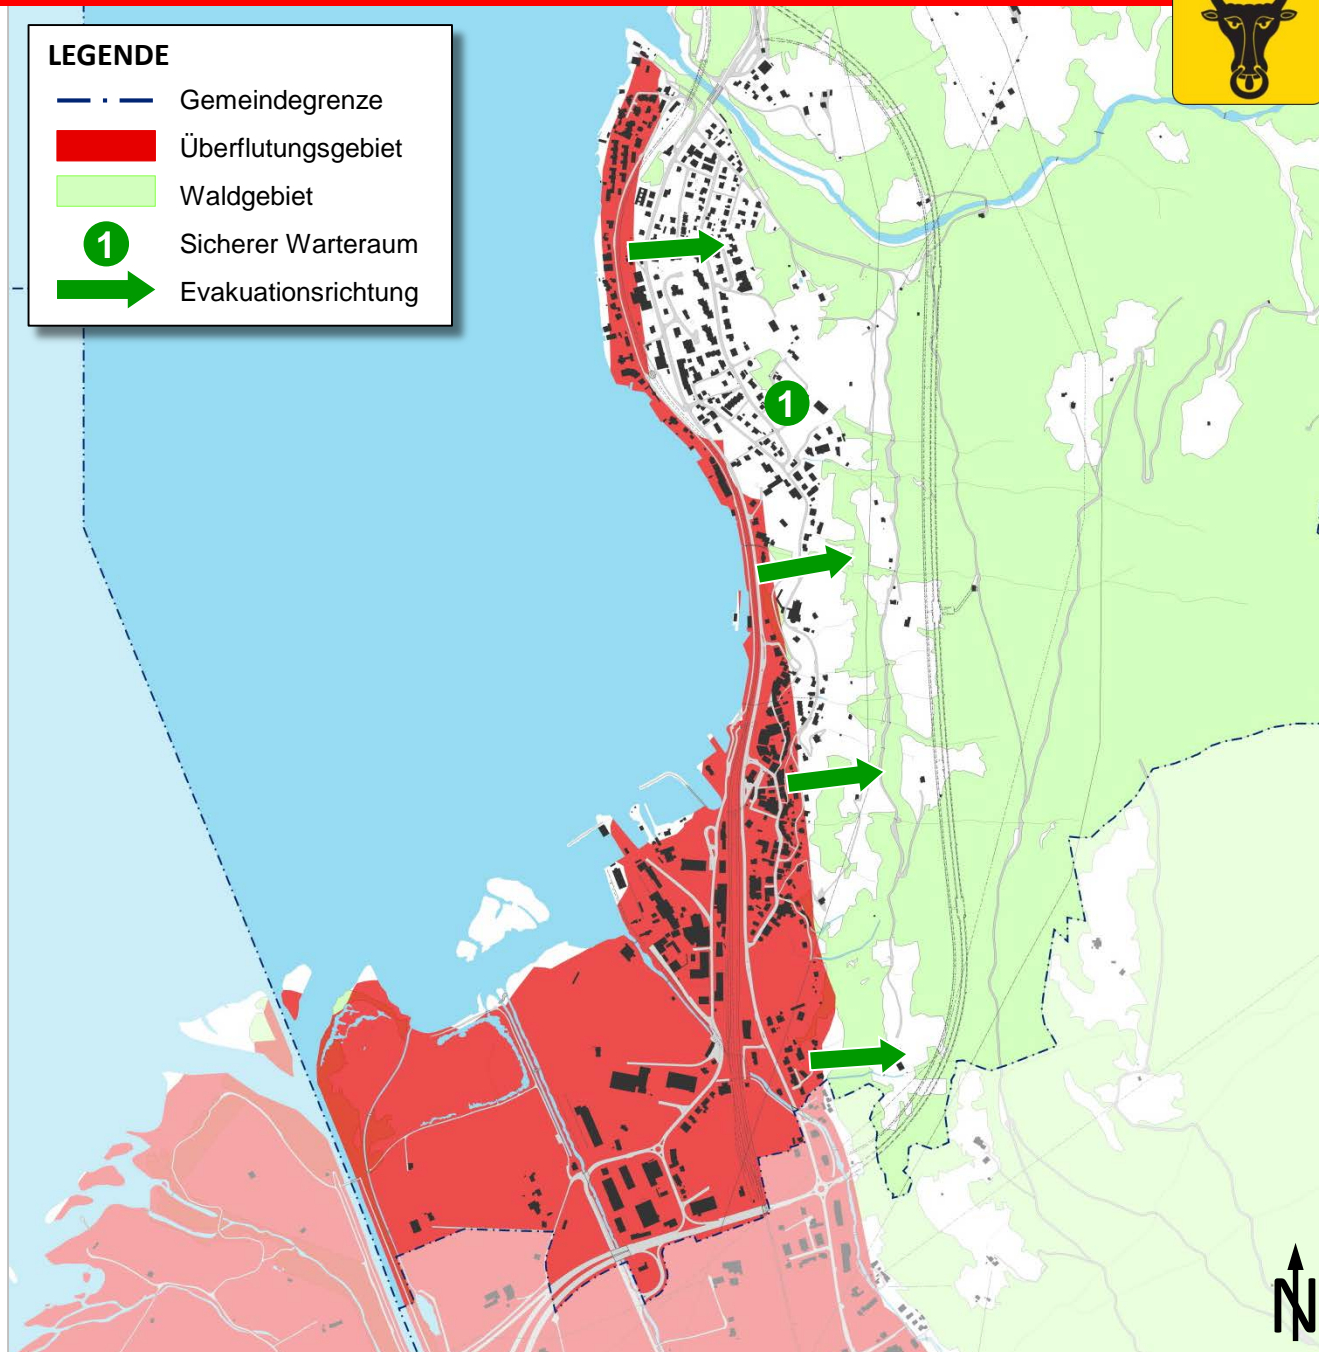 LEGENDE
Gemeindegrenze
Überflutungsgebiet
Waldgebiet
1 Sicherer Warteraum
Evakuationsrichtung
1
N